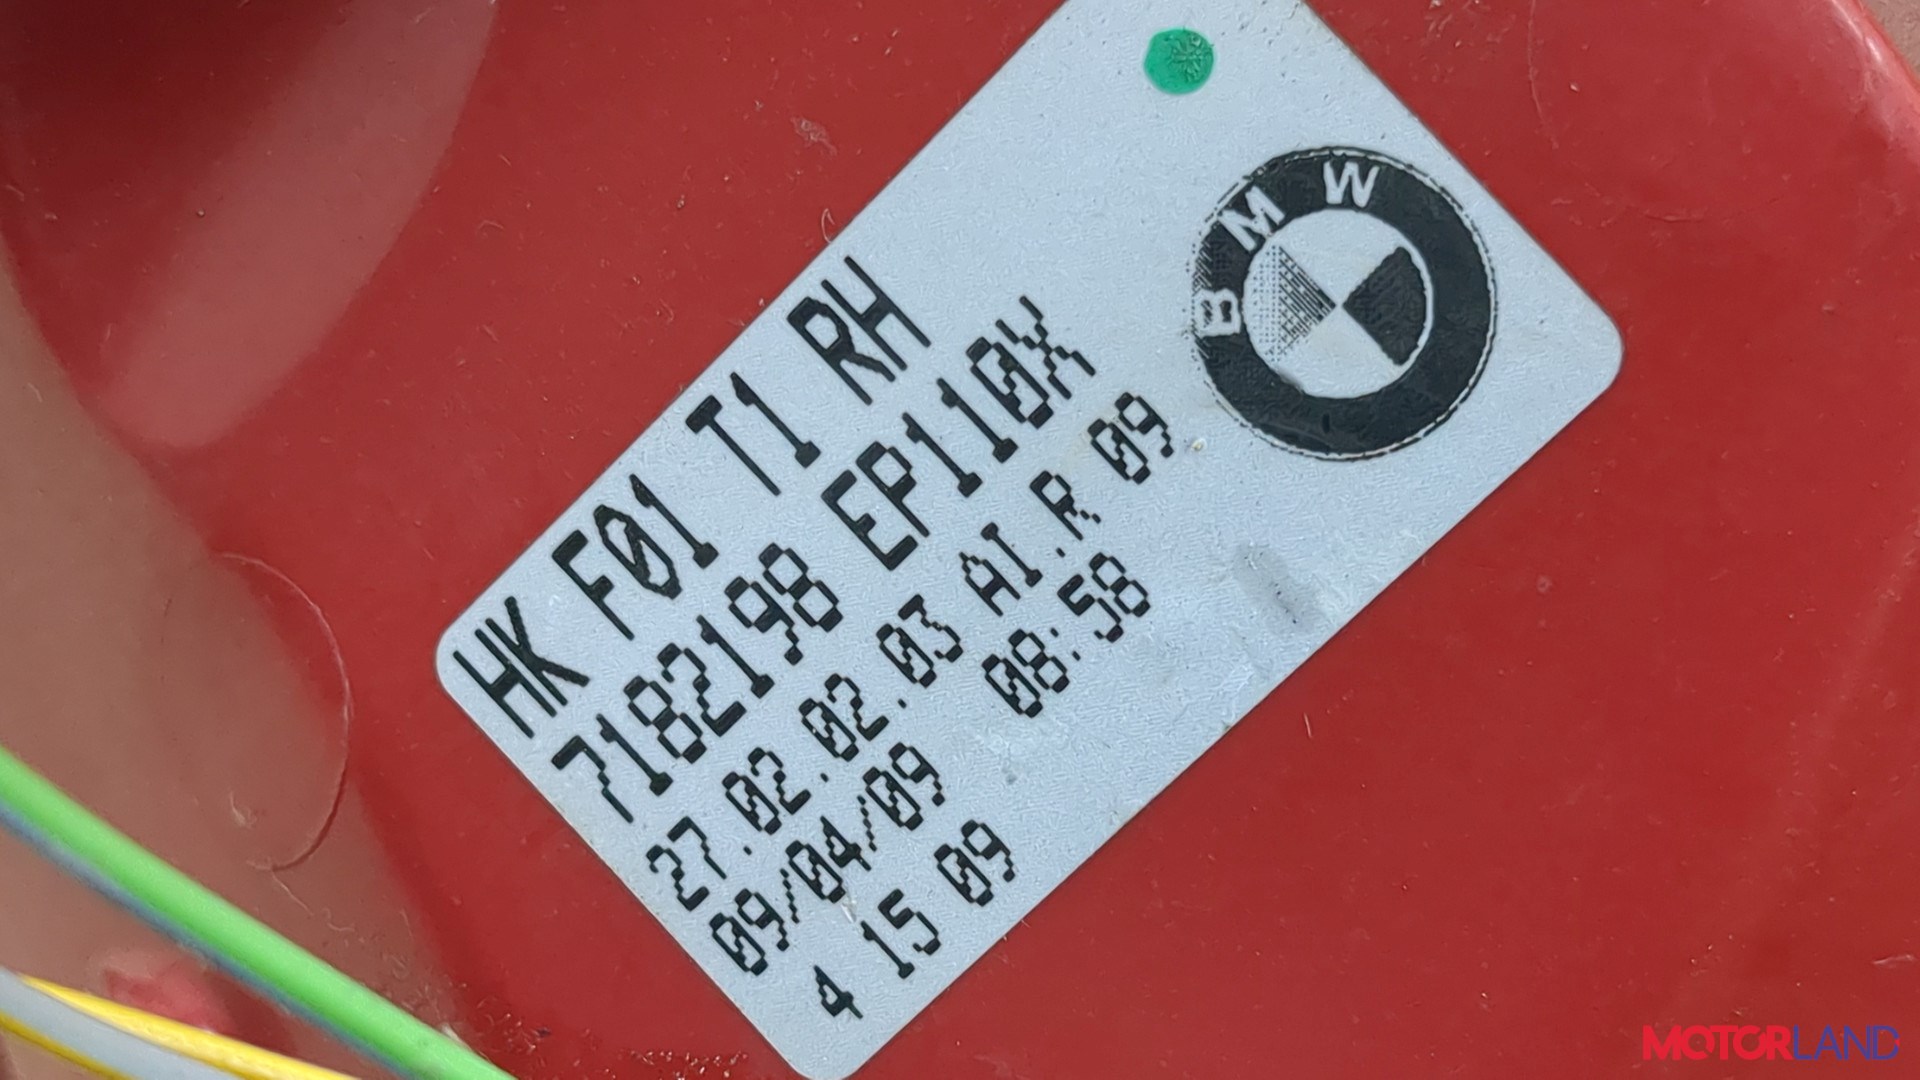 BMW
HK F01 T1 RH
7182198 EP110X
27.02.02.03 AI.R 09
09/04/09 08:58
4 15 09
MOTORLAND